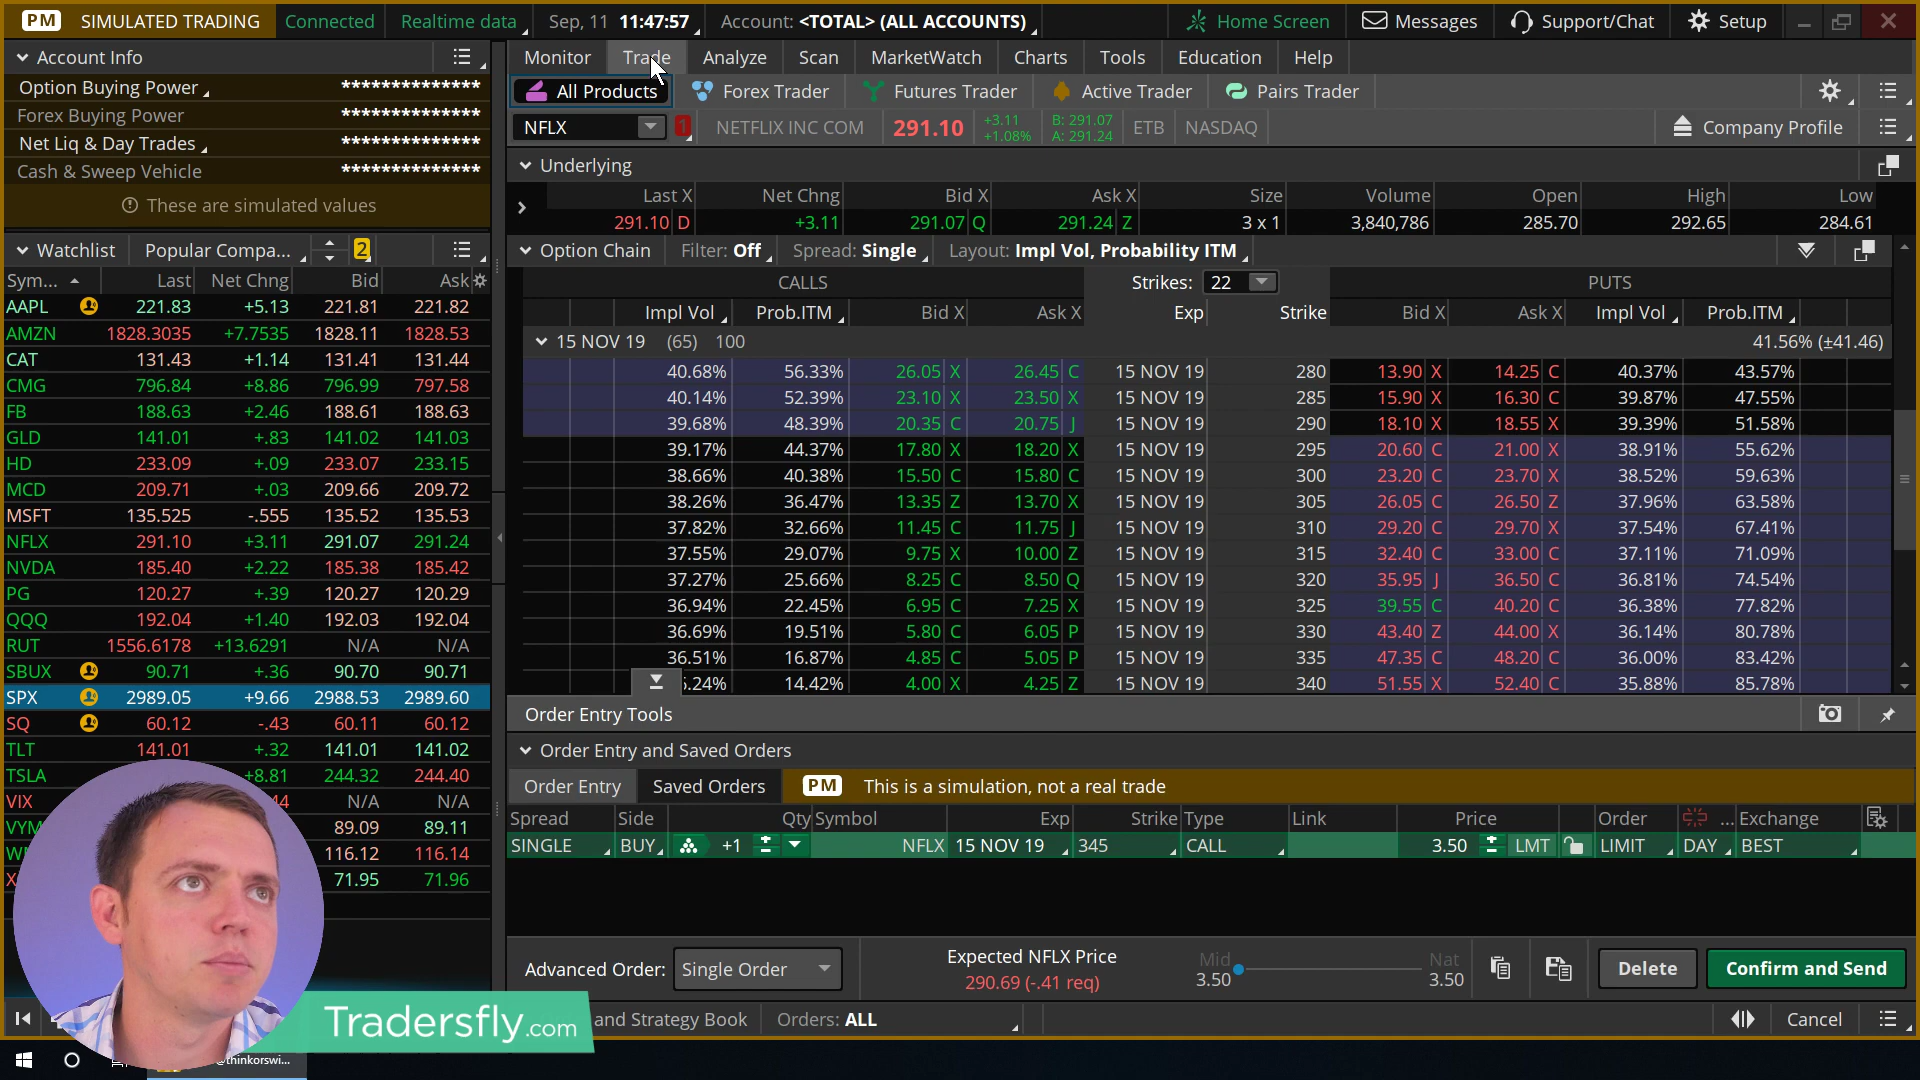 PM SIMULATED TRADING Connected Realtime data Sep, 11 11:47:57 Account: <TOTAL> (ALL ACCOUNTS) Home Screen Messages Support/Chat Setup
Account Info
Option Buying Power **************
Forex Buying Power **************
Net Liq & Day Trades **************
Cash & Sweep Vehicle **************
These are simulated values
Watchlist Popular Compa... 2
Sym... Last Net Chng Bid Ask
AAPL 221.83 +5.13 221.81 221.82
AMZN 1828.3035 +7.7535 1828.11 1828.53
CAT 131.43 +1.14 131.41 131.44
CMG 796.84 +8.86 796.99 797.58
FB 188.63 +2.46 188.61 188.63
GLD 141.01 +.83 141.02 141.03
HD 233.09 +.09 233.07 233.15
MCD 209.71 +.03 209.66 209.72
MSFT 135.525 -.555 135.52 135.53
NFLX 291.10 +3.11 291.07 291.24
NVDA 185.40 +2.22 185.38 185.42
PG 120.27 +.39 120.27 120.29
QQQ 192.04 +1.40 192.03 192.04
RUT 1556.6178 +13.6291 N/A N/A
SBUX 90.71 +.36 90.70 90.71
SPX 2989.05 +9.66 2988.53 2989.60
SQ 60.12 -.43 60.11 60.12
TLT 141.01 +.32 141.01 141.02
TSLA +8.81 244.32 244.40
VIX 44 N/A N/A
VYM 89.09 89.11
116.12 116.14
71.95 71.96
Monitor Trade Analyze Scan MarketWatch Charts Tools Education Help
All Products Forex Trader Futures Trader Active Trader Pairs Trader
NFLX 1 NETFLIX INC COM 291.10 +3.11 +1.08% B: 291.07 A: 291.24 ETB NASDAQ Company Profile
Underlying
Last X Net Chng Bid X Ask X Size Volume Open High Low
291.10 D +3.11 291.07 Q 291.24 Z 3 x 1 3,840,786 285.70 292.65 284.61
Option Chain Filter: Off Spread: Single Layout: Impl Vol, Probability ITM
CALLS Strikes: 22 PUTS
Impl Vol Prob.ITM Bid X Ask X Exp Strike Bid X Ask X Impl Vol Prob.ITM
15 NOV 19 (65) 100 41.56% (±41.46)
40.68% 56.33% 26.05 X 26.45 C 15 NOV 19 280 13.90 X 14.25 C 40.37% 43.57%
40.14% 52.39% 23.10 X 23.50 X 15 NOV 19 285 15.90 X 16.30 C 39.87% 47.55%
39.68% 48.39% 20.35 C 20.75 J 15 NOV 19 290 18.10 X 18.55 X 39.39% 51.58%
39.17% 44.37% 17.80 X 18.20 X 15 NOV 19 295 20.60 C 21.00 X 38.91% 55.62%
38.66% 40.38% 15.50 C 15.80 C 15 NOV 19 300 23.20 C 23.70 X 38.52% 59.63%
38.26% 36.47% 13.35 Z 13.70 X 15 NOV 19 305 26.05 C 26.50 Z 37.96% 63.58%
37.82% 32.66% 11.45 C 11.75 J 15 NOV 19 310 29.20 C 29.70 X 37.54% 67.41%
37.55% 29.07% 9.75 X 10.00 Z 15 NOV 19 315 32.40 C 33.00 C 37.11% 71.09%
37.27% 25.66% 8.25 C 8.50 Q 15 NOV 19 320 35.95 J 36.50 C 36.81% 74.54%
36.94% 22.45% 6.95 C 7.25 X 15 NOV 19 325 39.55 C 40.20 C 36.38% 77.82%
36.69% 19.51% 5.80 C 6.05 P 15 NOV 19 330 43.40 Z 44.00 X 36.14% 80.78%
36.51% 16.87% 4.85 C 5.05 P 15 NOV 19 335 47.35 C 48.20 C 36.00% 83.42%
.24% 14.42% 4.00 X 4.25 Z 15 NOV 19 340 51.55 X 52.40 C 35.88% 85.78%
Order Entry Tools
Order Entry and Saved Orders
Order Entry Saved Orders PM This is a simulation, not a real trade
Spread Side Qty Symbol Exp Strike Type Link Price Order ... Exchange
SINGLE BUY +1 NFLX 15 NOV 19 345 CALL 3.50 LMT LIMIT DAY BEST
Advanced Order: Single Order Expected NFLX Price 290.69 (-.41 req) Mid 3.50 Nat 3.50 Delete Confirm and Send
and Strategy Book Orders: ALL Cancel
Tradersfly.com
@thinkorswi...